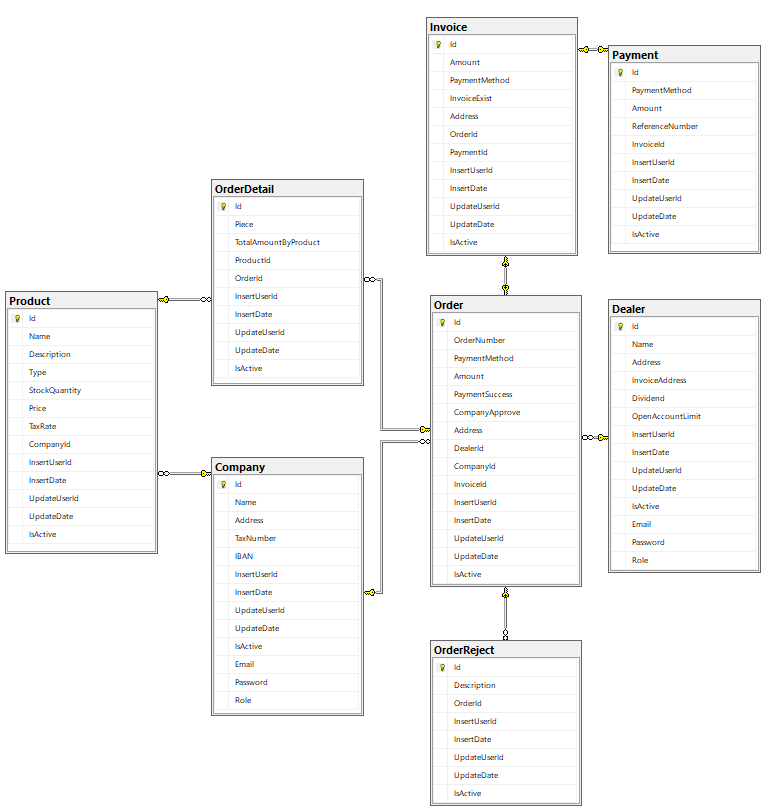 Invoice
Id
Amount
PaymentMethod
InvoiceExist
Address
OrderId
PaymentId
InsertUserId
InsertDate
UpdateUserId
UpdateDate
IsActive
Payment
Id
PaymentMethod
Amount
ReferenceNumber
InvoiceId
InsertUserId
InsertDate
UpdateUserId
UpdateDate
IsActive
OrderDetail
Id
Piece
TotalAmountByProduct
ProductId
OrderId
InsertUserId
InsertDate
UpdateUserId
UpdateDate
IsActive
Product
Id
Name
Description
Type
StockQuantity
Price
TaxRate
CompanyId
InsertUserId
InsertDate
UpdateUserId
UpdateDate
IsActive
Order
Id
OrderNumber
PaymentMethod
Amount
PaymentSuccess
CompanyApprove
Address
DealerId
CompanyId
InvoiceId
InsertUserId
InsertDate
UpdateUserId
UpdateDate
IsActive
Dealer
Id
Name
Address
InvoiceAddress
Dividend
OpenAccountLimit
InsertUserId
InsertDate
UpdateUserId
UpdateDate
IsActive
Email
Password
Role
Company
Id
Name
Address
TaxNumber
IBAN
InsertUserId
InsertDate
UpdateUserId
UpdateDate
IsActive
Email
Password
Role
OrderReject
Id
Description
OrderId
InsertUserId
InsertDate
UpdateUserId
UpdateDate
IsActive